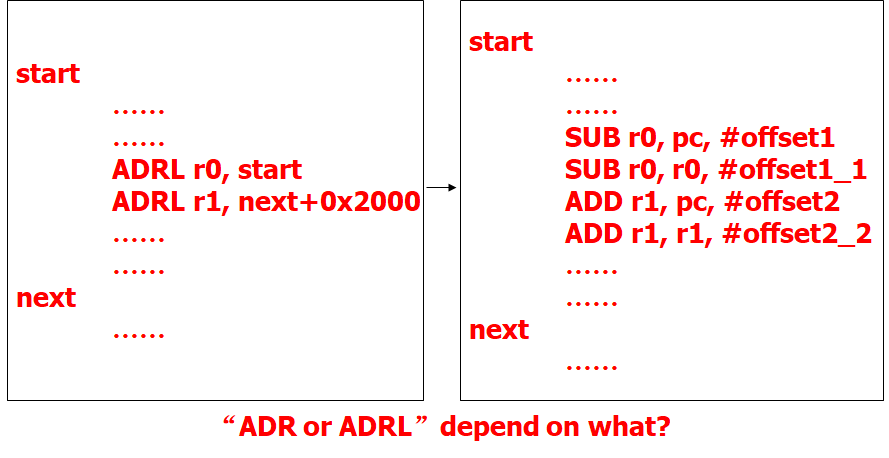 start
......
......
ADRL r0, start
ADRL r1, next+0x2000
......
......
next
......
start
......
......
SUB r0, pc, #offset1
SUB r0, r0, #offset1_1
ADD r1, pc, #offset2
ADD r1, r1, #offset2_2
......
......
next
......
“ADR or ADRL” depend on what?